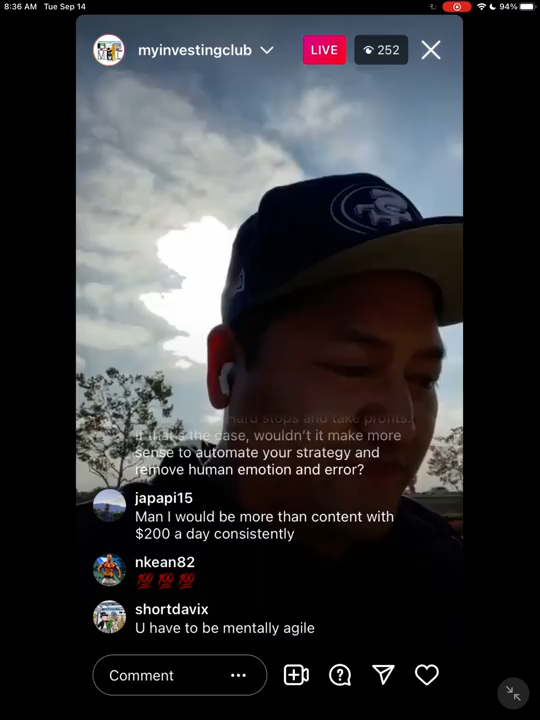 8:36 AM Tue Sep 14
94%
myinvestingclub
LIVE
252
Hard stops and take profits.
If that's the case, wouldn't it make more
sense to automate your strategy and
remove human emotion and error?
japapi15
Man I would be more than content with
$200 a day consistently
nkean82
💯 💯 💯
shortdavix
U have to be mentally agile
Comment